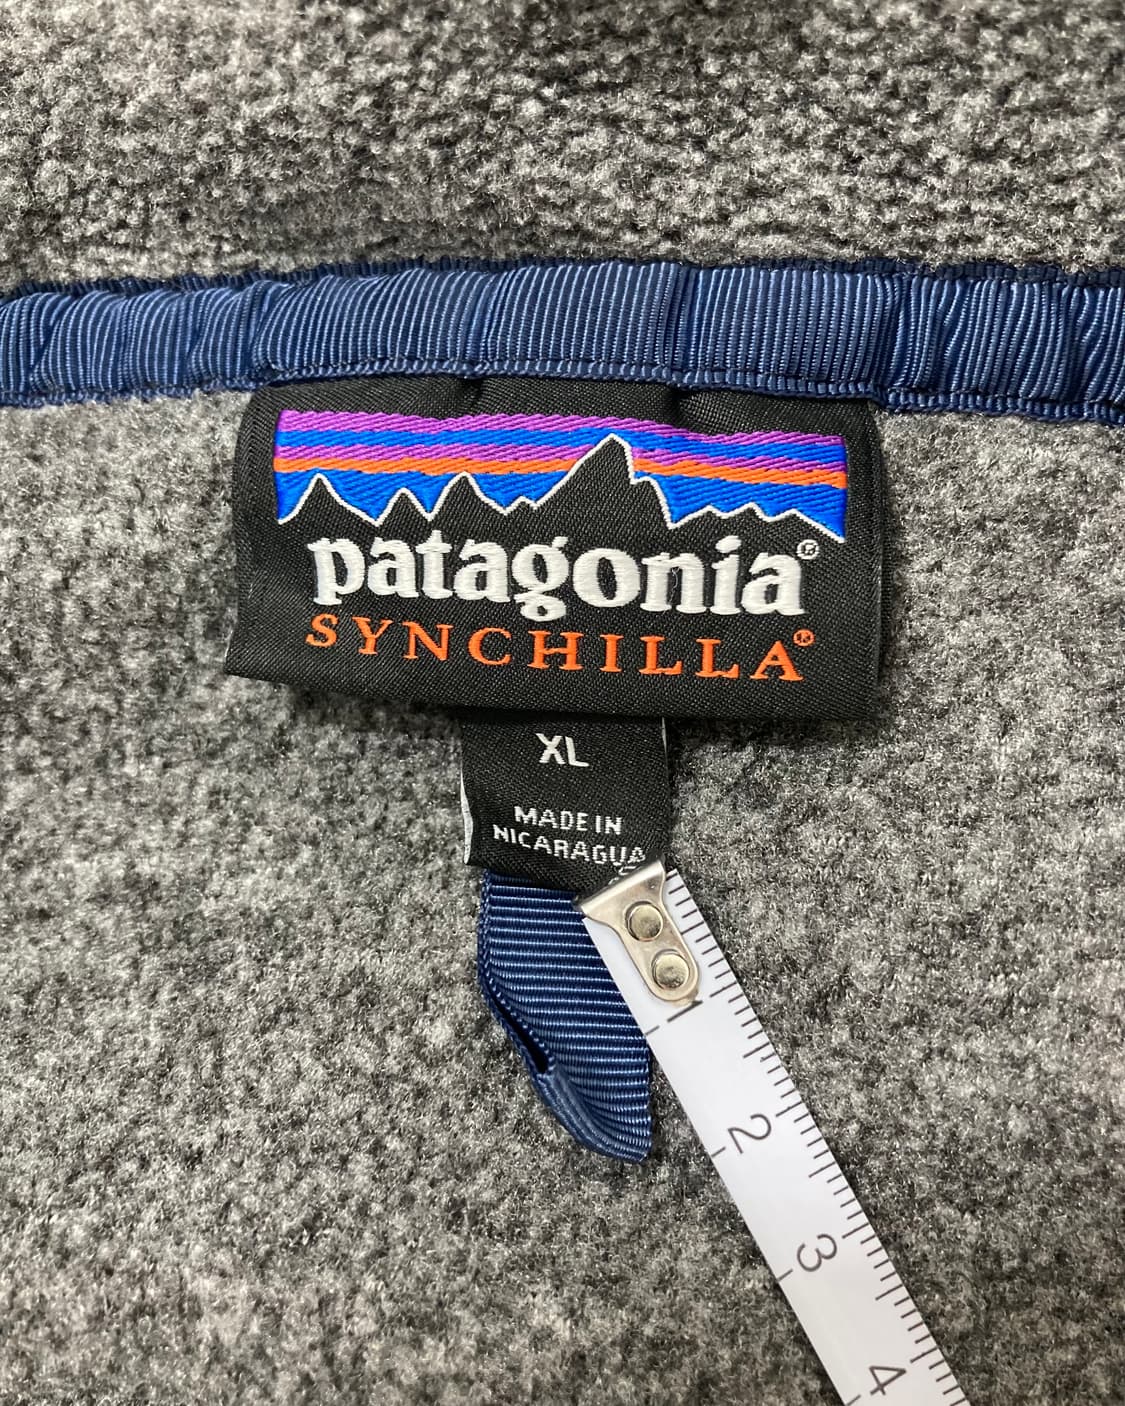 patagonia®
SYNCHILLA®
XL
MADE IN
NICARAGUA
1
2
3
4